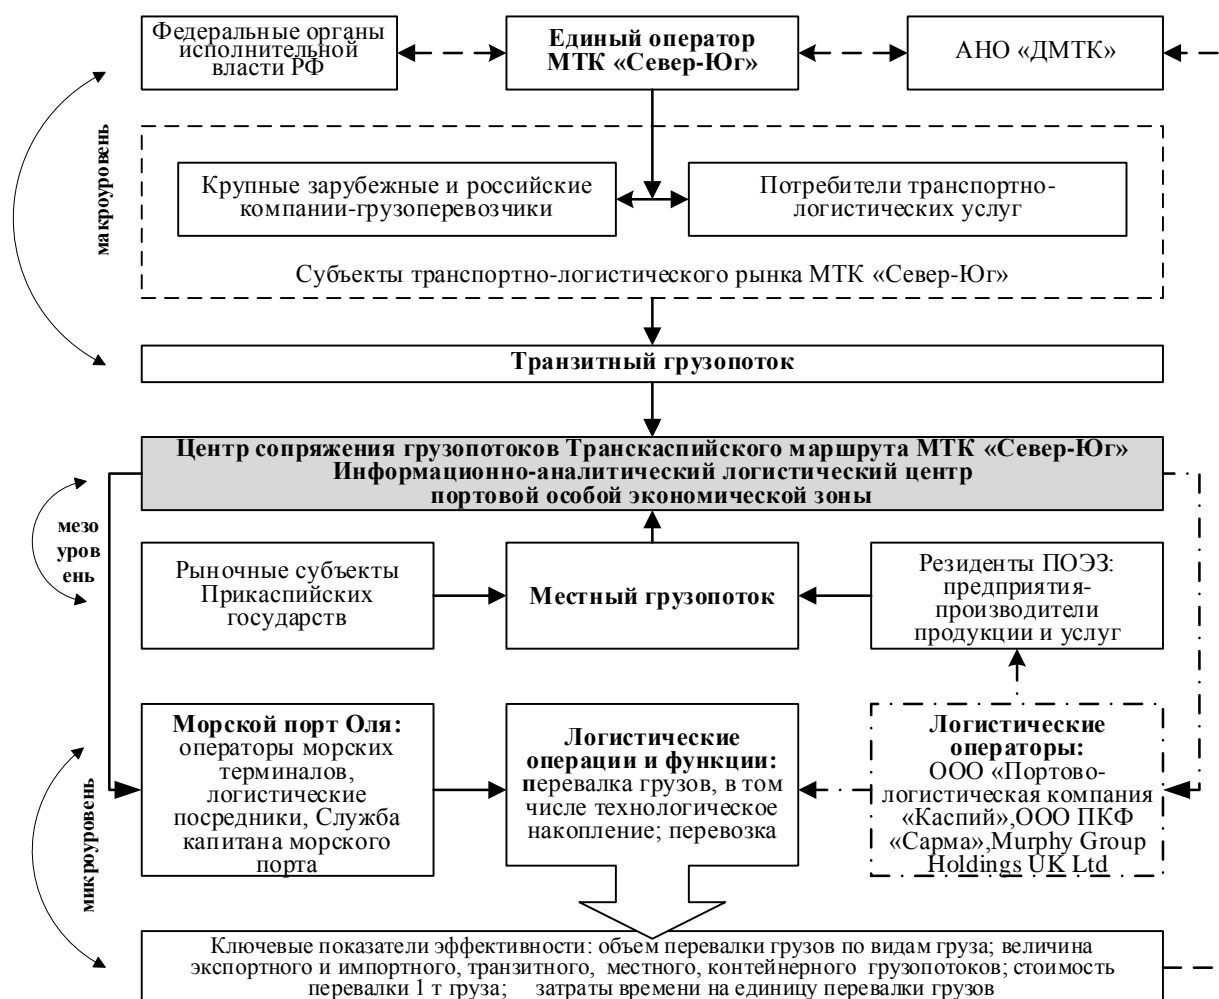 Федеральные органы
исполнительной
власти РФ
Единый оператор
МТК «Север-Юг»
АНО «ДМТК»
макроуровень
Крупные зарубежные и российские
компании-грузоперевозчики
Потребители транспортно-
логистических услуг
Субъекты транспортно-логистического рынка МТК «Север-Юг»
Транзитный грузопоток
Центр сопряжения грузопотоков Транскаспийского маршрута МТК «Север-Юг»
Информационно-аналитический логистический центр
портовой особой экономической зоны
мезо
уров
ень
Рыночные субъекты
Прикаспийских
государств
Местный грузопоток
Резиденты ПОЭЗ:
предприятия-
производители
продукции и услуг
микроуровень
Морской порт Оля:
операторы морских
терминалов,
логистические
посредники, Служба
капитана морского
порта
Логистические
операции и функции:
перевалка грузов, в том
числе технологическое
накопление; перевозка
Логистические
операторы:
ООО «Портово-
логистическая компания
«Каспий»,ООО ПКФ
«Сарма»,Murphy Group
Holdings UK Ltd
Ключевые показатели эффективности: объем перевалки грузов по видам груза; величина
экспортного и импортного, транзитного, местного, контейнерного грузопотоков; стоимость
перевалки 1 т груза; затраты времени на единицу перевалки грузов